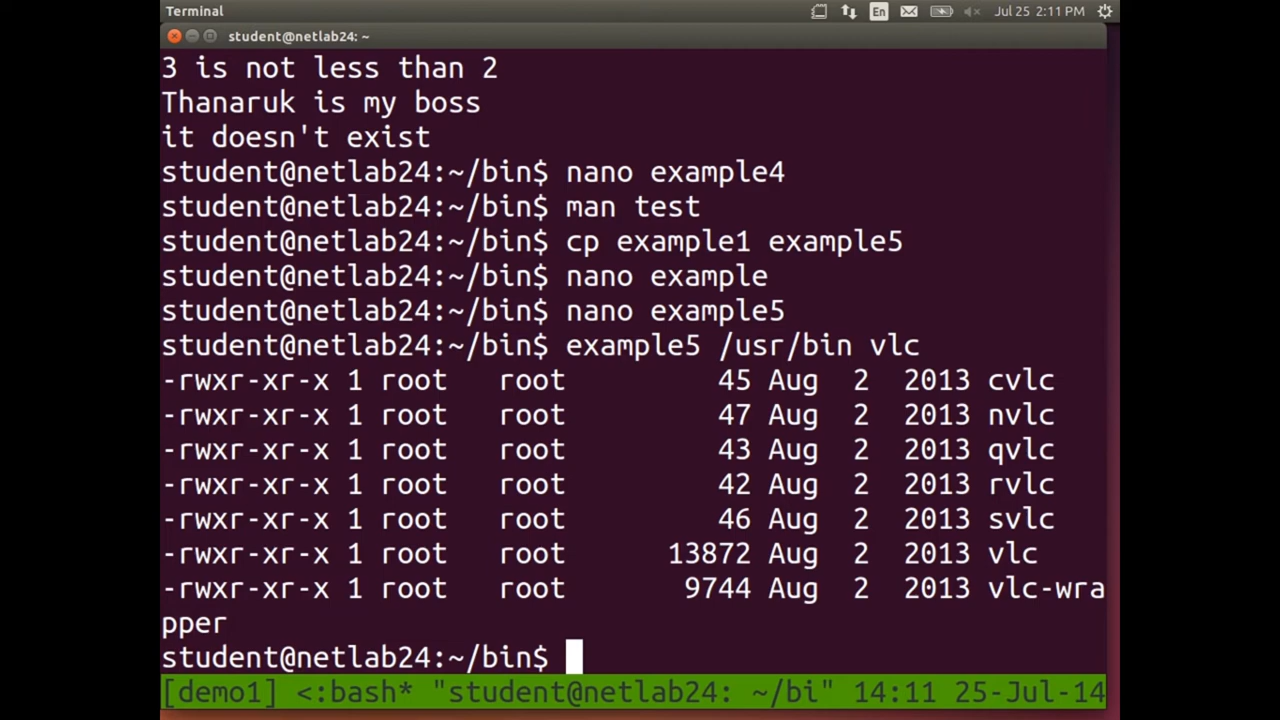 Terminal En Jul 25 2:11 PM
student@netlab24: ~
3 is not less than 2
Thanaruk is my boss
it doesn't exist
student@netlab24:~/bin$ nano example4
student@netlab24:~/bin$ man test
student@netlab24:~/bin$ cp example1 example5
student@netlab24:~/bin$ nano example
student@netlab24:~/bin$ nano example5
student@netlab24:~/bin$ example5 /usr/bin vlc
-rwxr-xr-x 1 root   root         45 Aug  2  2013 cvlc
-rwxr-xr-x 1 root   root         47 Aug  2  2013 nvlc
-rwxr-xr-x 1 root   root         43 Aug  2  2013 qvlc
-rwxr-xr-x 1 root   root         42 Aug  2  2013 rvlc
-rwxr-xr-x 1 root   root         46 Aug  2  2013 svlc
-rwxr-xr-x 1 root   root      13872 Aug  2  2013 vlc
-rwxr-xr-x 1 root   root       9744 Aug  2  2013 vlc-wra
pper
student@netlab24:~/bin$
[demo1] <:bash* "student@netlab24: ~/bi" 14:11 25-Jul-14